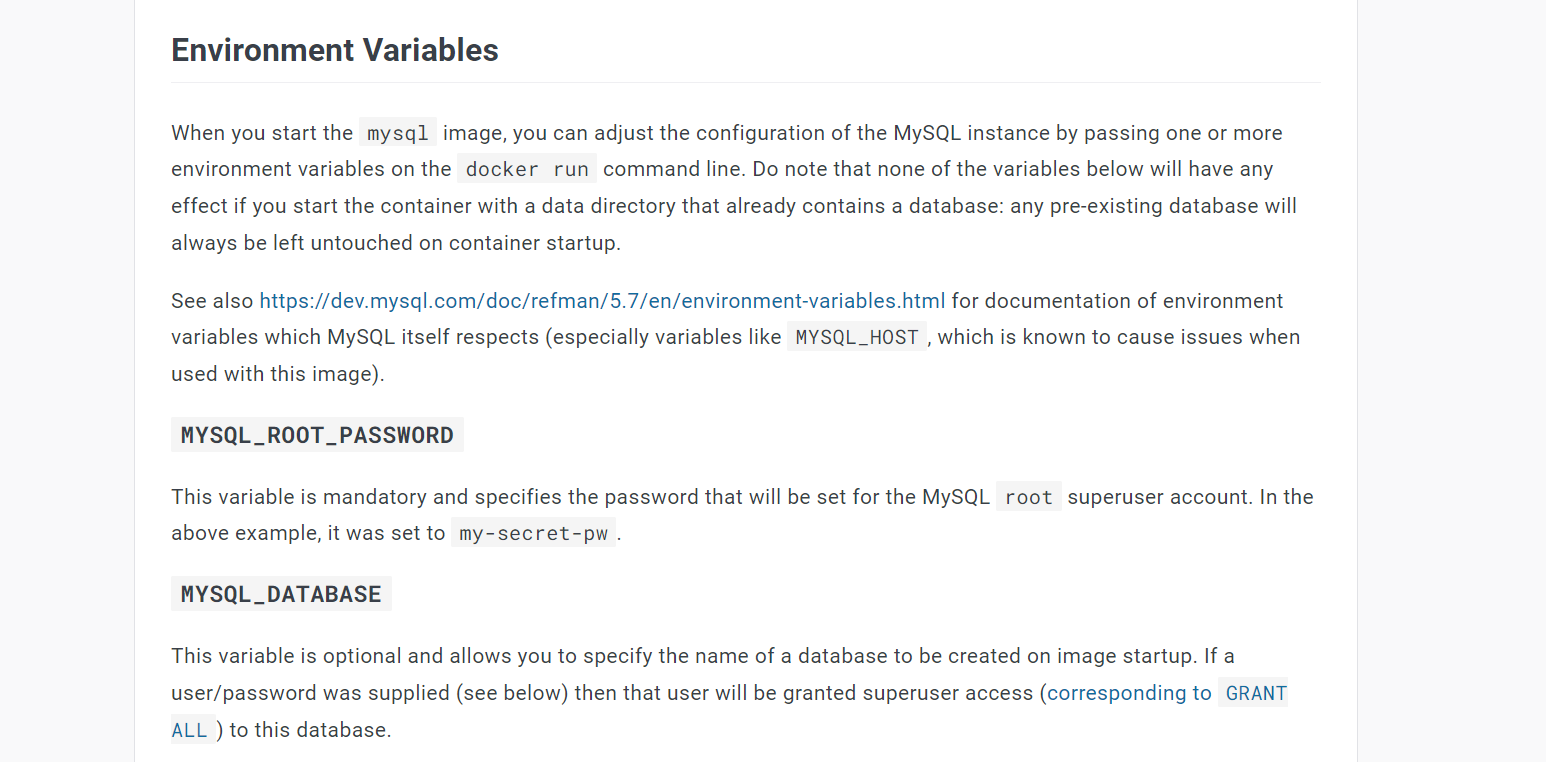 Environment Variables
When you start the mysql image, you can adjust the configuration of the MySQL instance by passing one or more
environment variables on the docker run command line. Do note that none of the variables below will have any
effect if you start the container with a data directory that already contains a database: any pre-existing database will
always be left untouched on container startup.
See also https://dev.mysql.com/doc/refman/5.7/en/environment-variables.html for documentation of environment
variables which MySQL itself respects (especially variables like MYSQL_HOST, which is known to cause issues when
used with this image).
MYSQL_ROOT_PASSWORD
This variable is mandatory and specifies the password that will be set for the MySQL root superuser account. In the
above example, it was set to my-secret-pw.
MYSQL_DATABASE
This variable is optional and allows you to specify the name of a database to be created on image startup. If a
user/password was supplied (see below) then that user will be granted superuser access (corresponding to GRANT
ALL ) to this database.